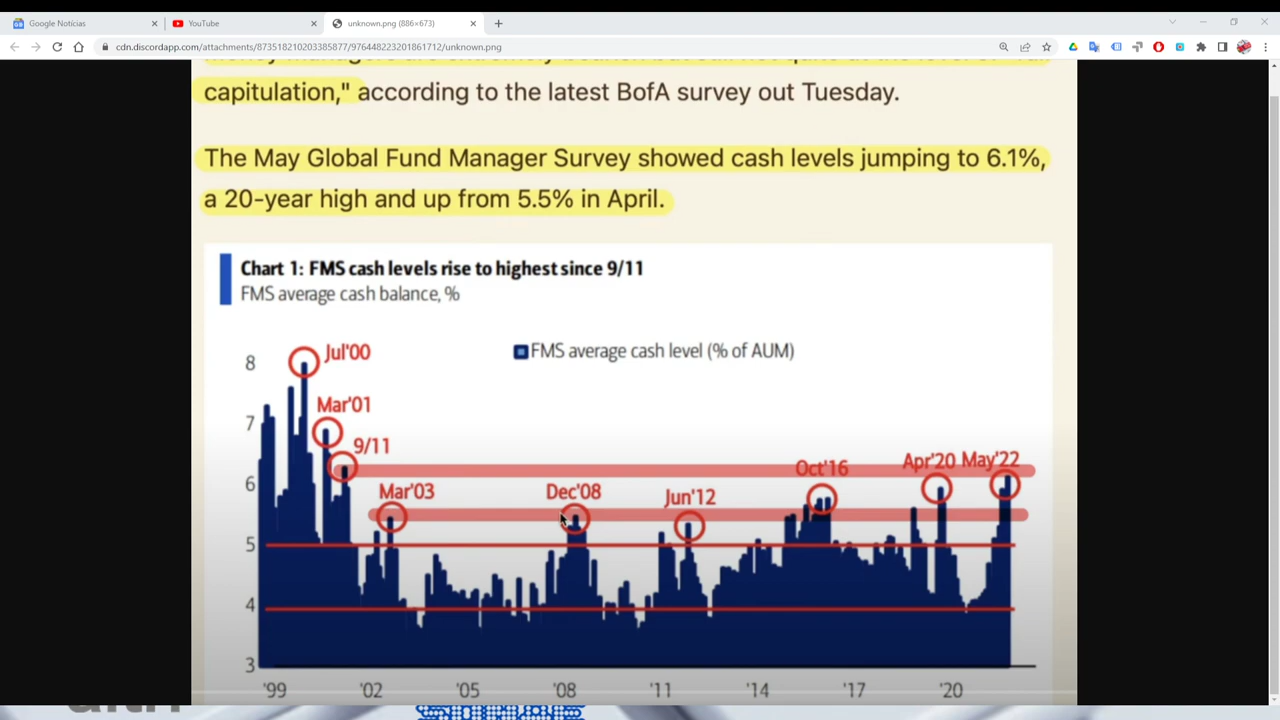 Google Notícias
YouTube
unknown.png (886×673)
cdn.discordapp.com/attachments/873518210203385877/976448223201861712/unknown.png
capitulation," according to the latest BofA survey out Tuesday.
The May Global Fund Manager Survey showed cash levels jumping to 6.1%,
a 20-year high and up from 5.5% in April.
Chart 1: FMS cash levels rise to highest since 9/11
FMS average cash balance, %
FMS average cash level (% of AUM)
Jul'00
Mar'01
9/11
Mar'03
Dec'08
Jun'12
Oct'16
Apr'20
May'22
8
7
6
5
4
3
'99 '02 '05 '08 '11 '14 '17 '20